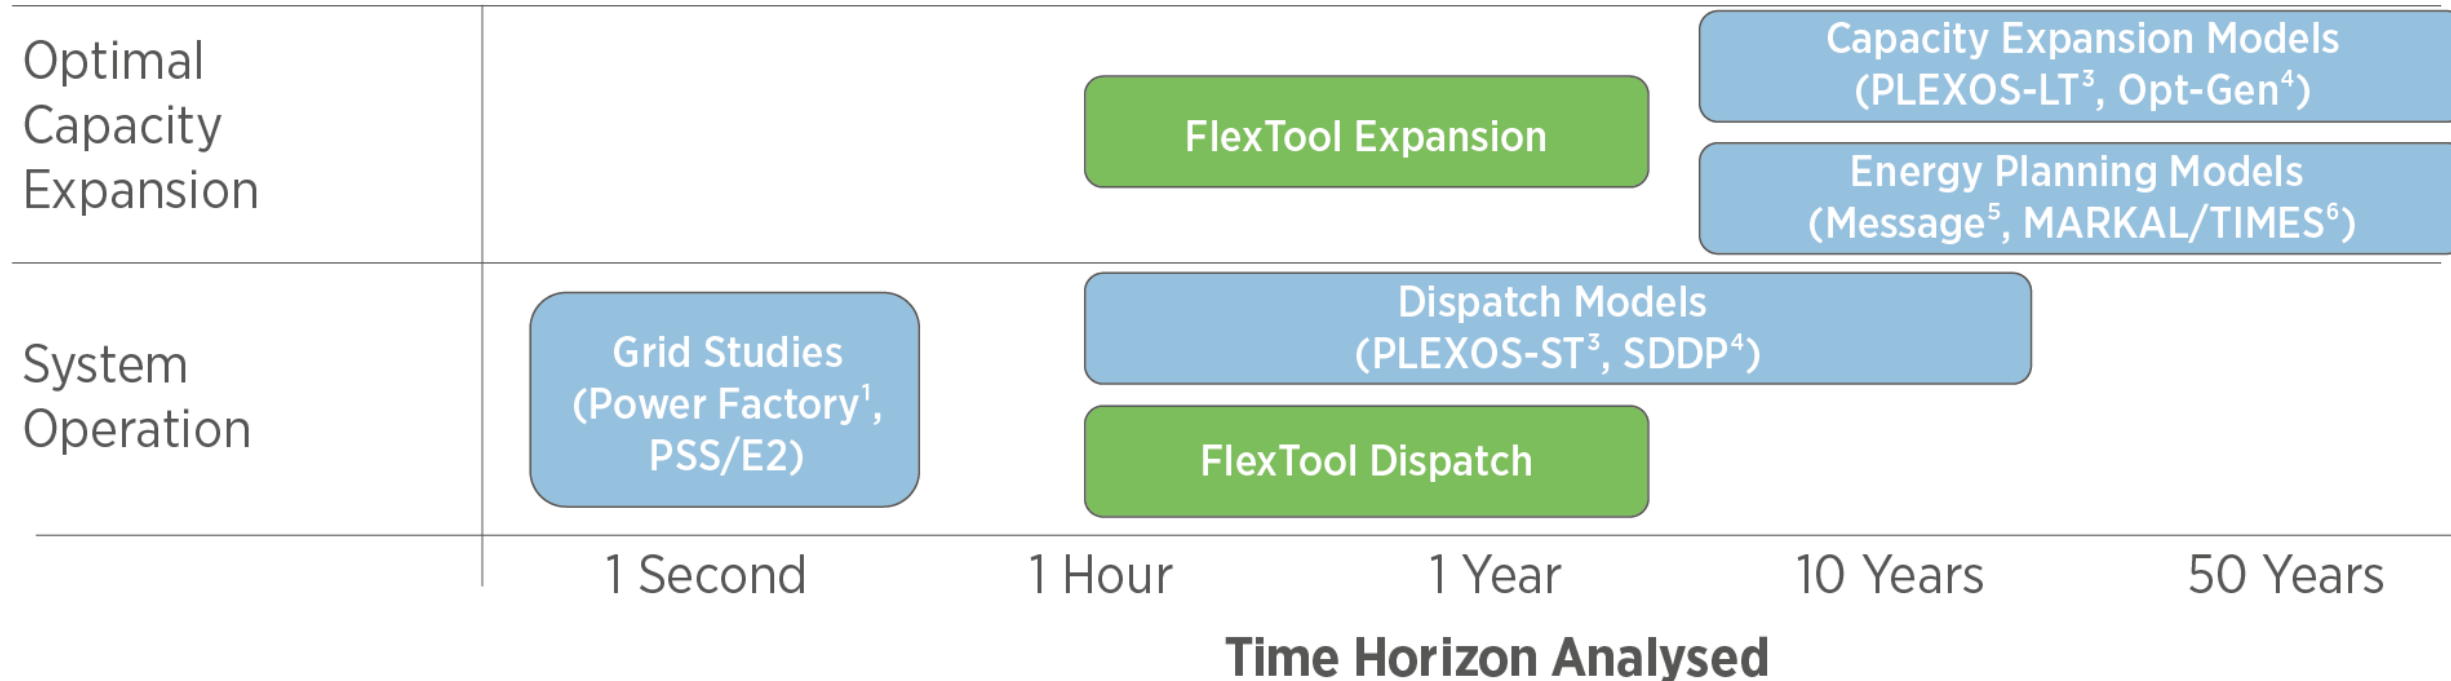 Optimal
Capacity
Expansion
FlexTool Expansion
Capacity Expansion Models
(PLEXOS-LT³, Opt-Gen⁴)
Energy Planning Models
(Message⁵, MARKAL/TIMES⁶)
System
Operation
Grid Studies
(Power Factory¹,
PSS/E2)
Dispatch Models
(PLEXOS-ST³, SDDP⁴)
FlexTool Dispatch
1 Second
1 Hour
1 Year
10 Years
50 Years
Time Horizon Analysed